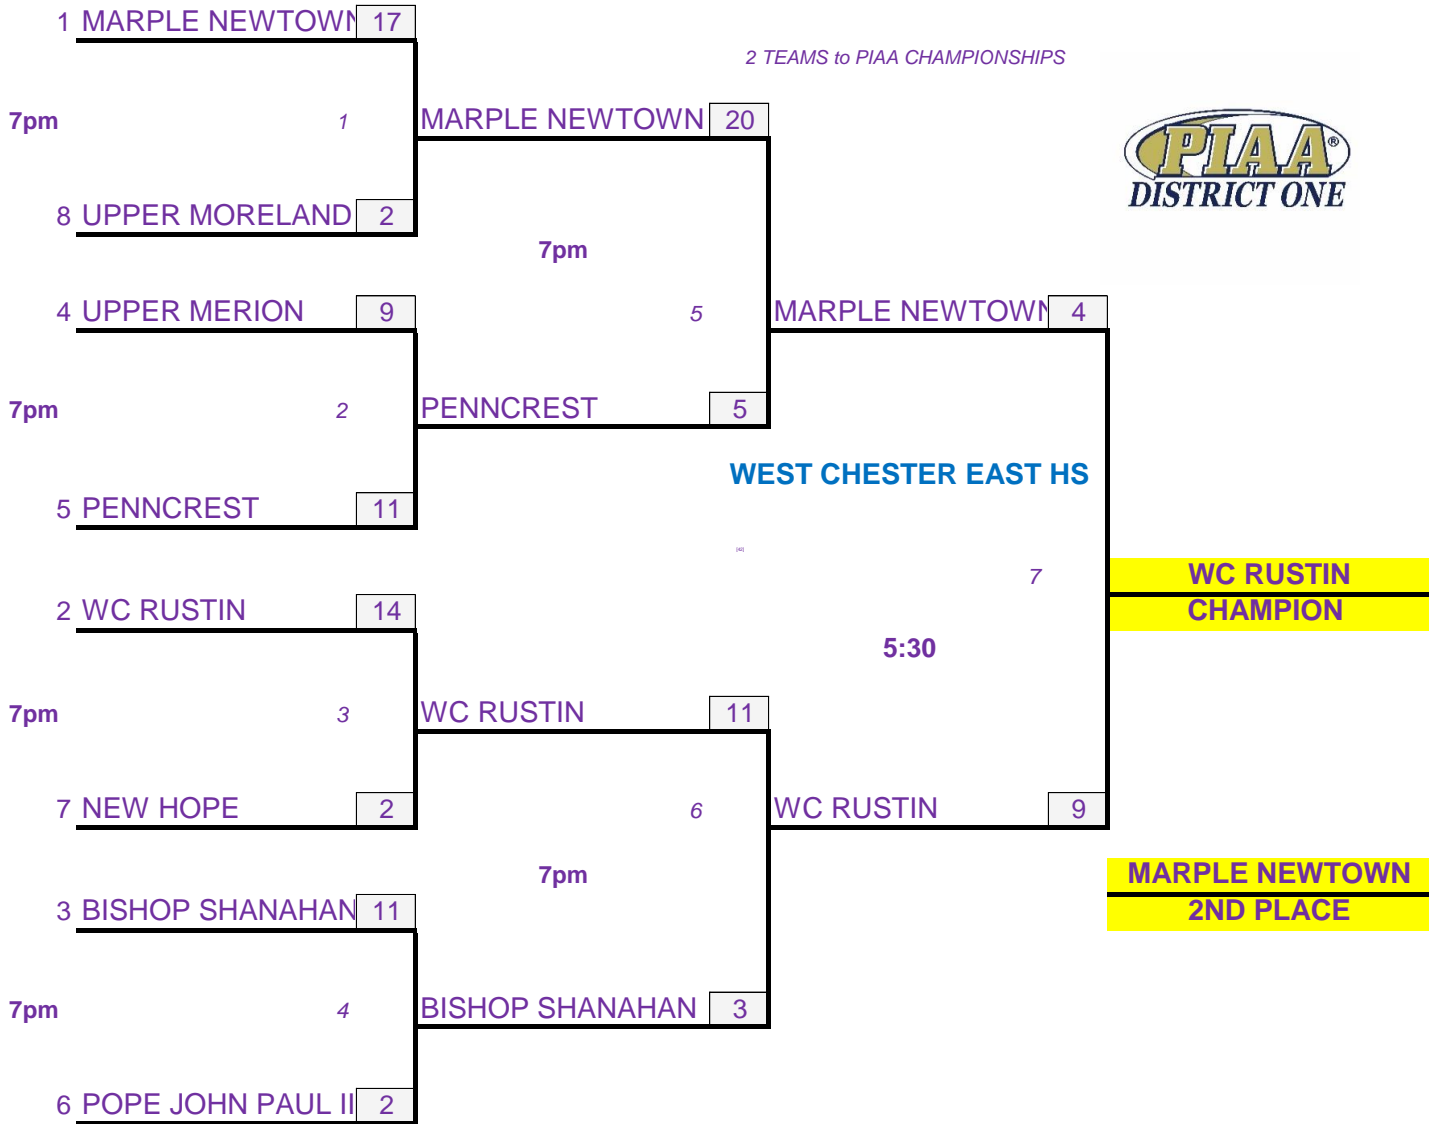 1 MARPLE NEWTOWN 17
2 TEAMS to PIAA CHAMPIONSHIPS
7pm 1 MARPLE NEWTOWN 20
PIAA®
DISTRICT ONE
8 UPPER MORELAND 2
7pm
4 UPPER MERION 9
5 MARPLE NEWTOWN 4
7pm 2 PENNCREST 5
WEST CHESTER EAST HS
5 PENNCREST 11
7 WC RUSTIN
CHAMPION
2 WC RUSTIN 14
5:30
7pm 3 WC RUSTIN 11
7 NEW HOPE 2
6 WC RUSTIN 9
7pm
MARPLE NEWTOWN
2ND PLACE
3 BISHOP SHANAHAN 11
7pm 4 BISHOP SHANAHAN 3
6 POPE JOHN PAUL II 2